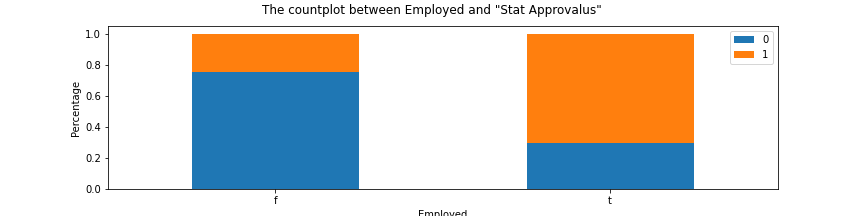 The countplot between Employed and "Stat Approvalus"
1.0
0.8
0.6
0.4
0.2
0.0
Percentage
0
1
f
t
Employed